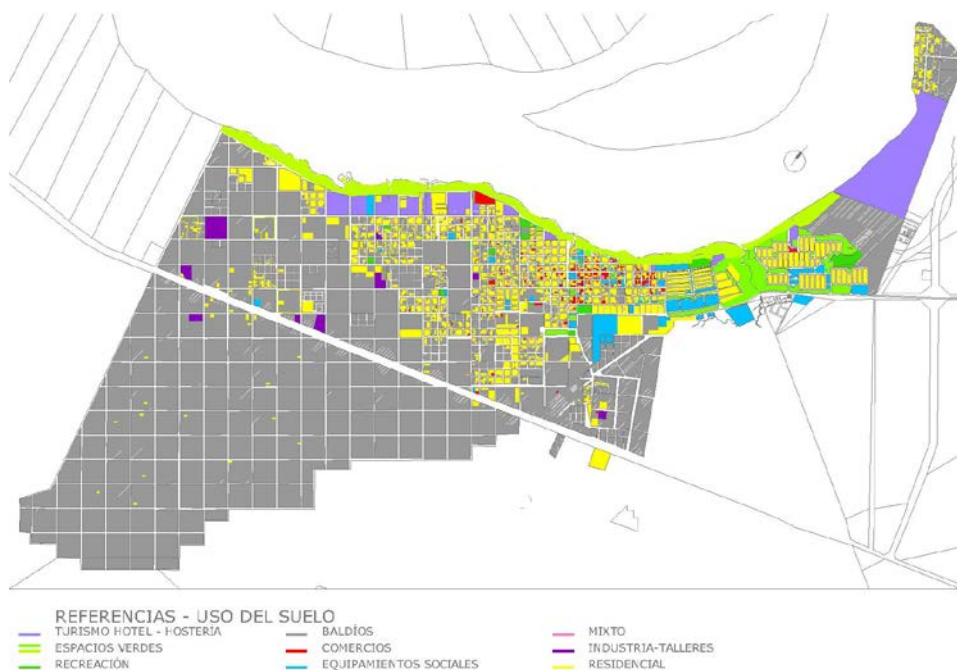 REFERENCIAS - USO DEL SUELO
TURISMO HOTEL - HOSTERÍA
BALDÍOS
MIXTO
ESPACIOS VERDES
COMERCIOS
INDUSTRIA-TALLERES
RECREACIÓN
EQUIPAMIENTOS SOCIALES
RESIDENCIAL